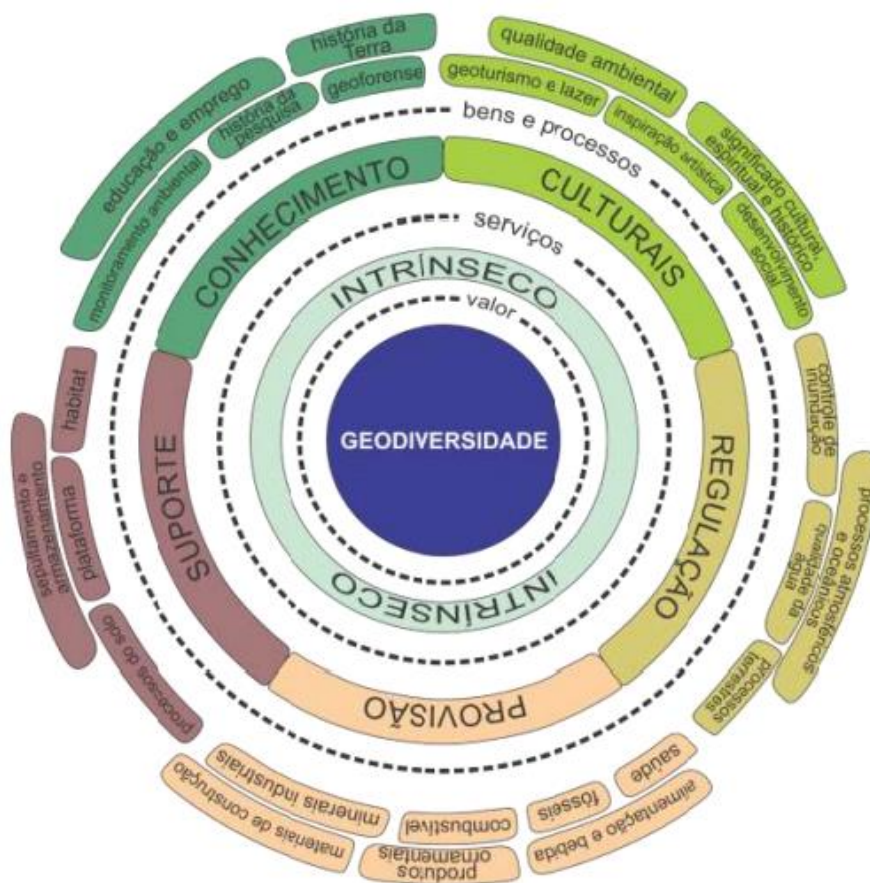 história da
Terra
educação e emprego
história da
pesquisa
geoforense
monitoramento ambiental
qualidade ambiental
geoturismo e lazer
inspiração artística
significado cultural,
espiritual e histórico
desenvolvimento
social
bens e processos
CONHECIMENTO
CULTURAIS
serviços
INTRÍNSECO
valor
GEODIVERSIDADE
INTRÍNSECO
SUPORTE
REGULAÇÃO
PROVISÃO
habitat
plataforma
sepultamento e
armazenamento
processos do solo
controle de
inundação
processos atmosféricos
e oceânicos
qualidade da
agua
processos
terrestres
saúde
fósseis
alimentação e bebida
combustível
produtos
ornamentais
minerais industriais
materiais de construção